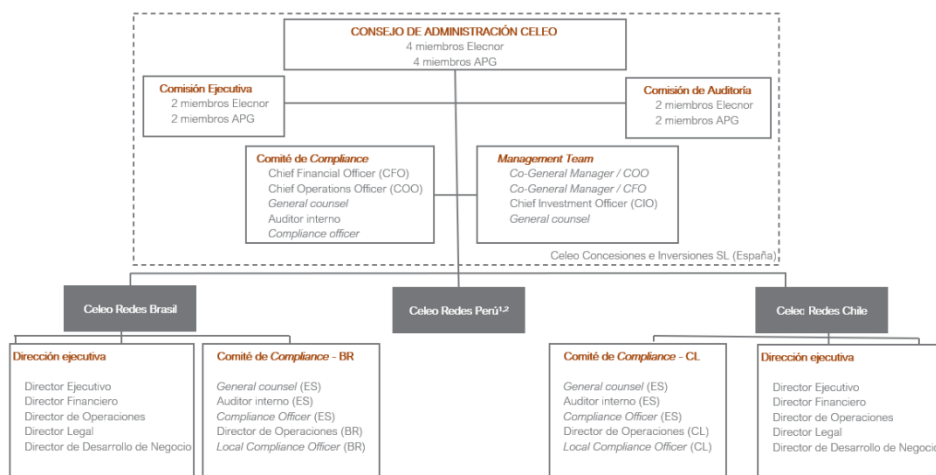 CONSEJO DE ADMINISTRACIÓN CELEO
4 miembros Elecnor
4 miembros APG
Comisión Ejecutiva
2 miembros Elecnor
2 miembros APG
Comisión de Auditoría
2 miembros Elecnor
2 miembros APG
Comité de Compliance
Chief Financial Officer (CFO)
Chief Operations Officer (COO)
General counsel
Auditor interno
Compliance officer
Management Team
Co-General Manager / COO
Co-General Manager / CFO
Chief Investment Officer (CIO)
General counsel
Celeo Concesiones e Inversiones SL (España)
Celeo Redes Brasil
Celeo Redes Perú¹,²
Celec Redes Chile
Dirección ejecutiva
Director Ejecutivo
Director Financiero
Director de Operaciones
Director Legal
Director de Desarrollo de Negocio
Comité de Compliance - BR
General counsel (ES)
Auditor interno (ES)
Compliance Officer (ES)
Director de Operaciones (BR)
Local Compliance Officer (BR)
Comité de Compliance - CL
General counsel (ES)
Auditor interno (ES)
Compliance Officer (ES)
Director de Operaciones (CL)
Local Compliance Officer (CL)
Dirección ejecutiva
Director Ejecutivo
Director Financiero
Director de Operaciones
Director Legal
Director de Desarrollo de Negocio